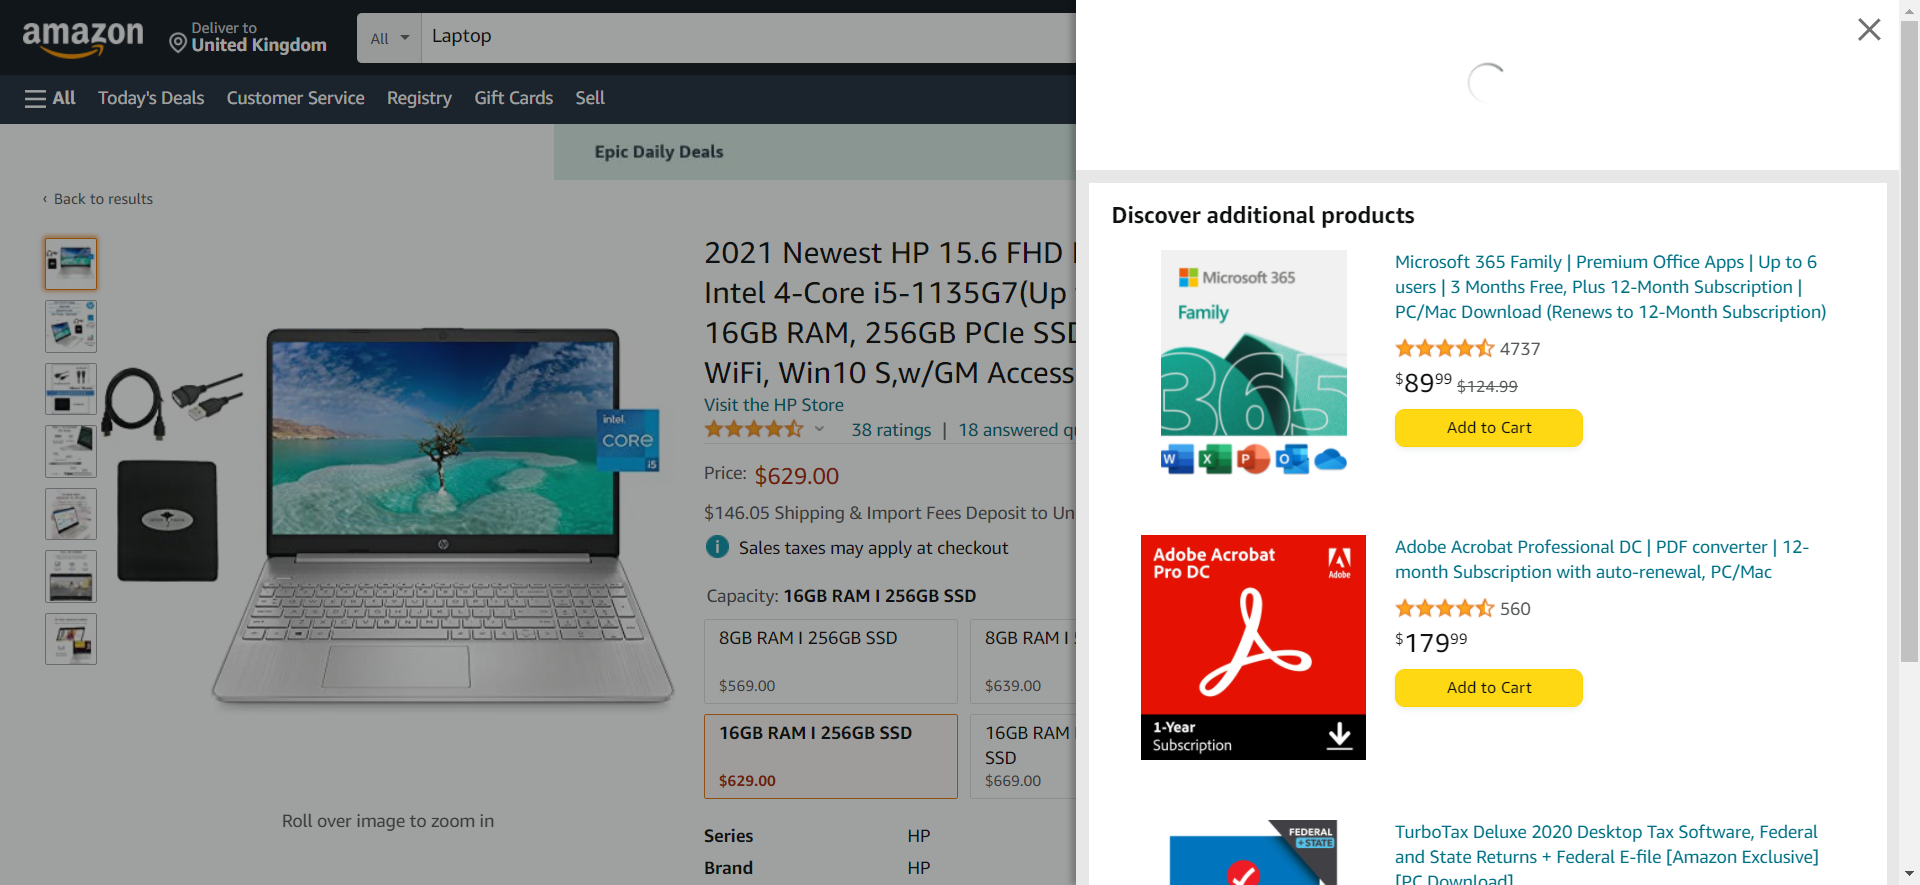 amazon
Deliver to
United Kingdom
All
Laptop
All
Today's Deals
Customer Service
Registry
Gift Cards
Sell
Epic Daily Deals
‹ Back to results
2021 Newest HP 15.6 FHD
Intel 4-Core i5-1135G7(Up
16GB RAM, 256GB PCIe SSD
WiFi, Win10 S,w/GM Access
Visit the HP Store
38 ratings | 18 answered
Price: $629.00
$146.05 Shipping & Import Fees Deposit to Un
i Sales taxes may apply at checkout
Capacity: 16GB RAM I 256GB SSD
8GB RAM I 256GB SSD
$569.00
8GB RAM I
$639.00
16GB RAM I 256GB SSD
$629.00
16GB RAM
SSD
$669.00
Series HP
Brand HP
Roll over image to zoom in
intel.
CORE
i5
hp
Discover additional products
Microsoft 365
Family
365
W X P O
Microsoft 365 Family | Premium Office Apps | Up to 6
users | 3 Months Free, Plus 12-Month Subscription |
PC/Mac Download (Renews to 12-Month Subscription)
4737
$89.99 $124.99
Add to Cart
Adobe Acrobat
Pro DC
Adobe
1-Year
Subscription
Adobe Acrobat Professional DC | PDF converter | 12-
month Subscription with auto-renewal, PC/Mac
560
$179.99
Add to Cart
FEDERAL
+STATE
TurboTax Deluxe 2020 Desktop Tax Software, Federal
and State Returns + Federal E-file [Amazon Exclusive]
[PC Download]